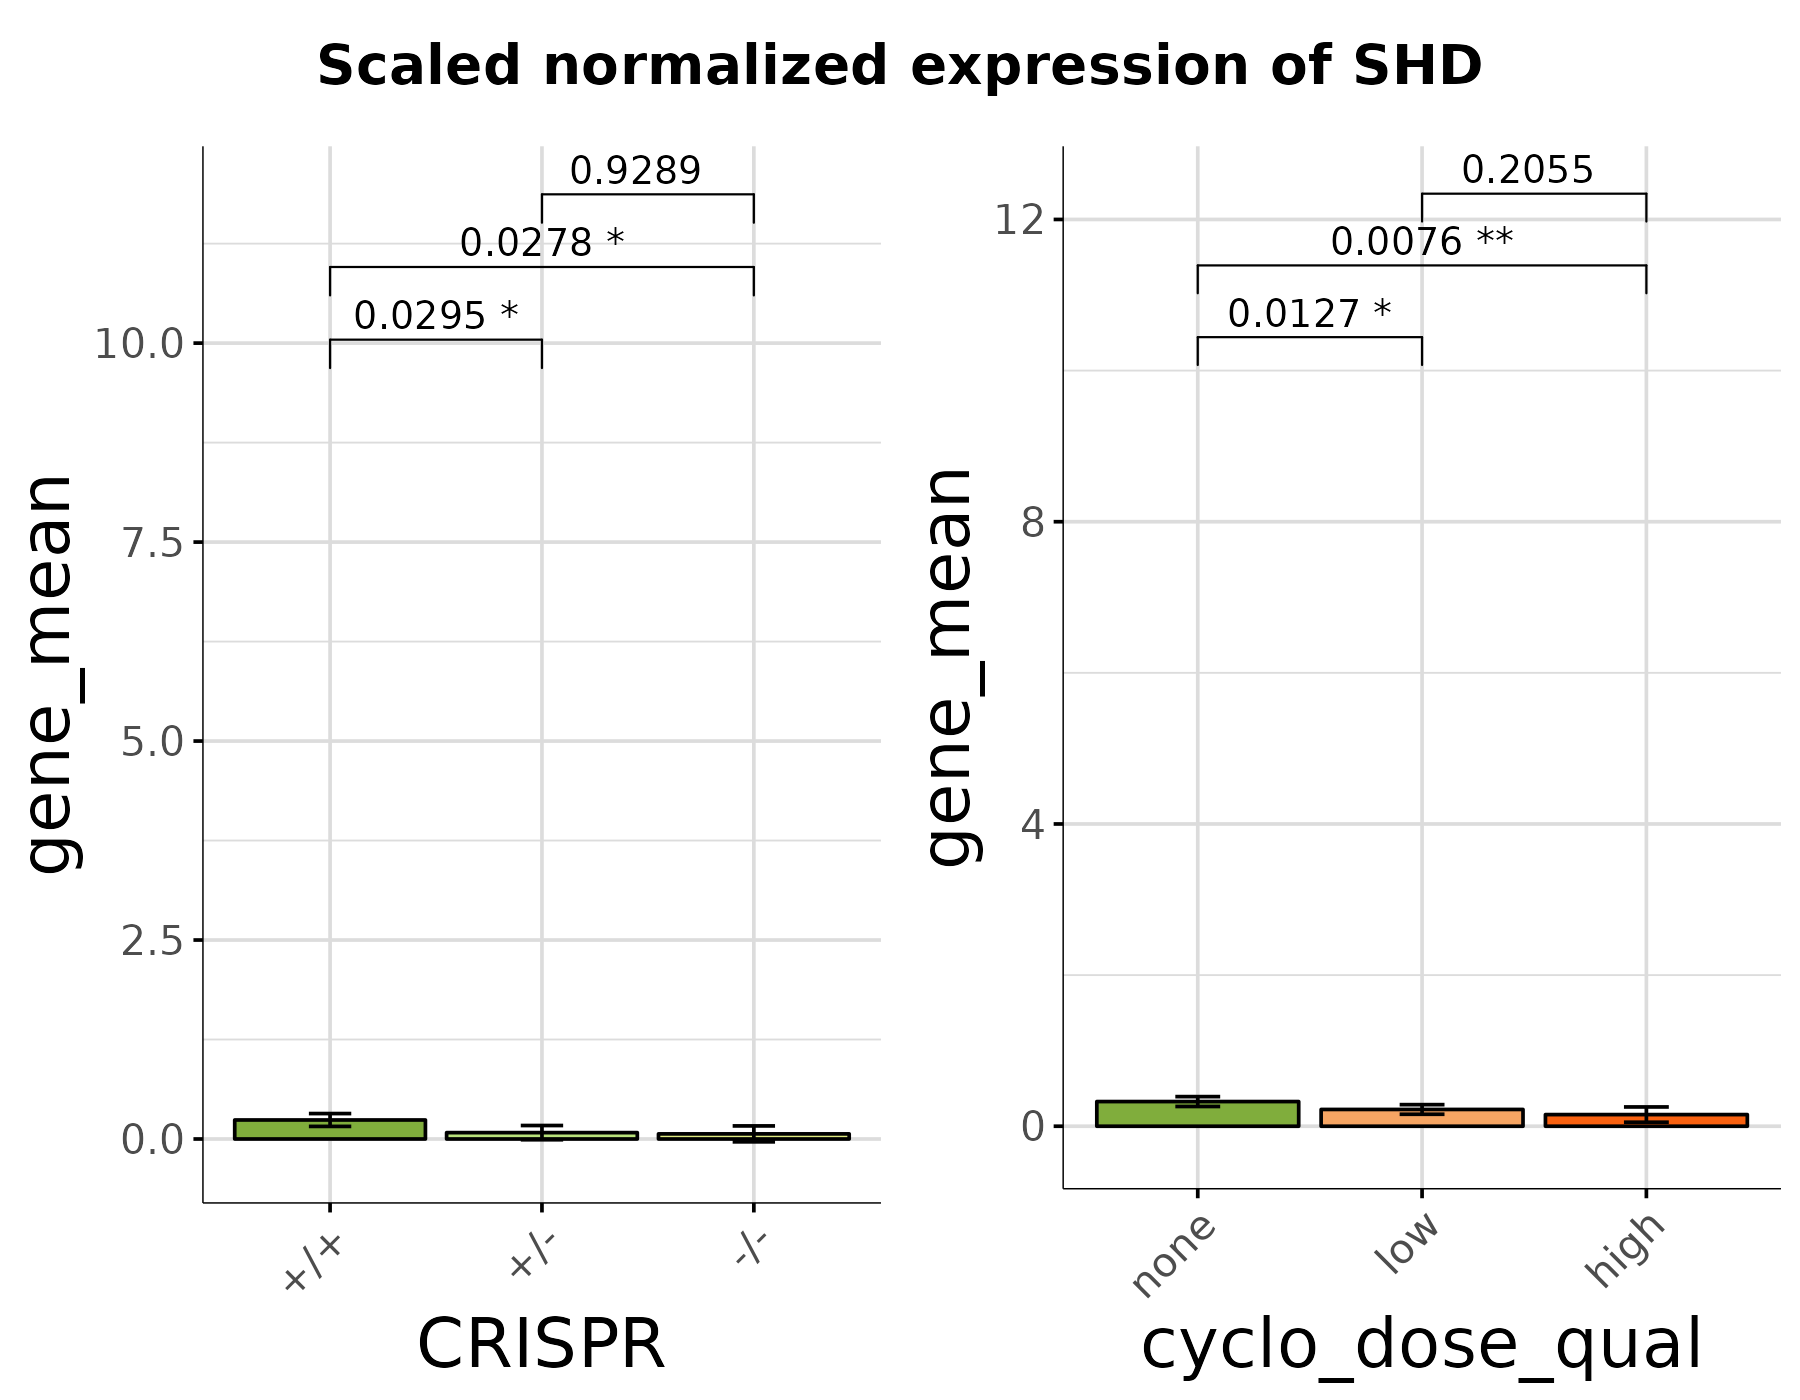 Scaled normalized expression of SHD
gene_mean
10.0
7.5
5.0
2.5
0.0
0.9289
0.0278 *
0.0295 *
+/+
+/-
-/-
CRISPR
gene_mean
12
8
4
0
0.2055
0.0076 **
0.0127 *
none
low
high
cyclo_dose_qual